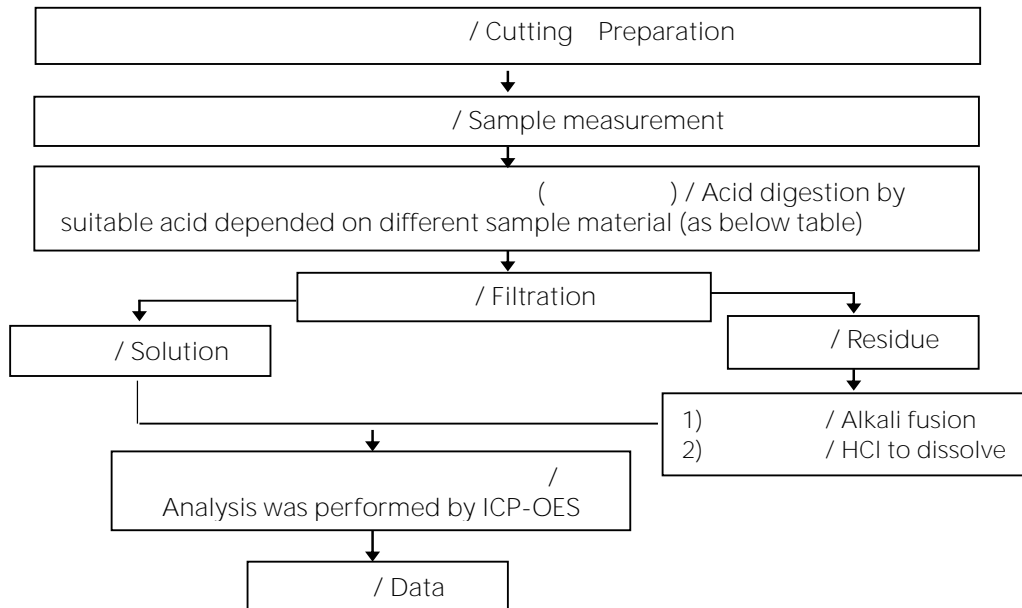 / Cutting Preparation
/ Sample measurement
( ) / Acid digestion by
suitable acid depended on different sample material (as below table)
/ Filtration
/ Solution
/ Residue
1) / Alkali fusion
2) / HCl to dissolve
/
Analysis was performed by ICP-OES
/ Data